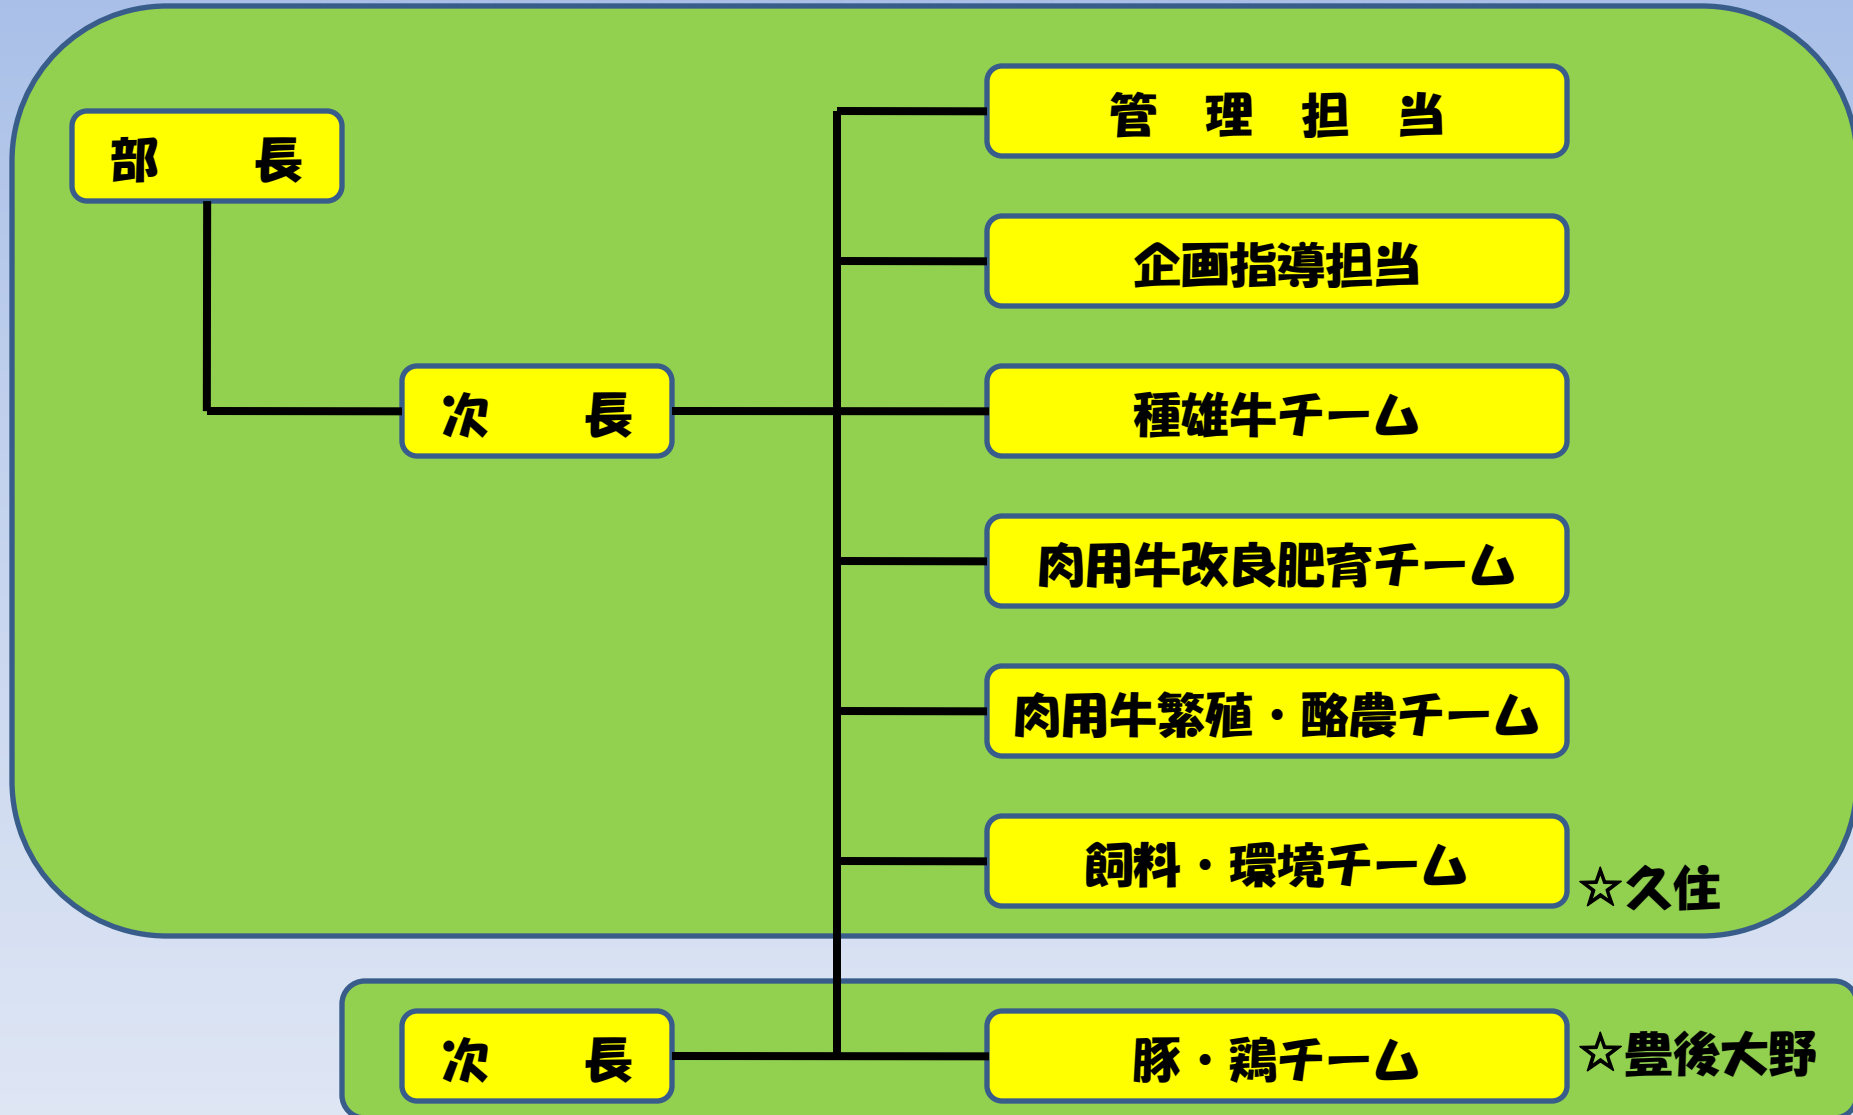 部　　長
次　　長
管　理　担　当
企画指導担当
種雄牛チーム
肉用牛改良肥育チーム
肉用牛繁殖・酪農チーム
飼料・環境チーム
☆久住
次　　長
豚・鶏チーム
☆豊後大野